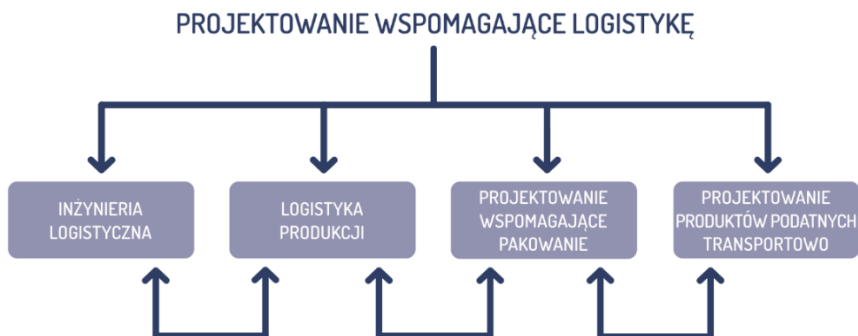 PROJEKTOWANIE WSPOMAGAJĄCE LOGISTYKĘ
INŻYNIERIA
LOGISTYCZNA
LOGISTYKA
PRODUKCJI
PROJEKTOWANIE
WSPOMAGAJĄCE
PAKOWANIE
PROJEKTOWANIE
PRODUKTÓW PODATNYCH
TRANSPORTOWO